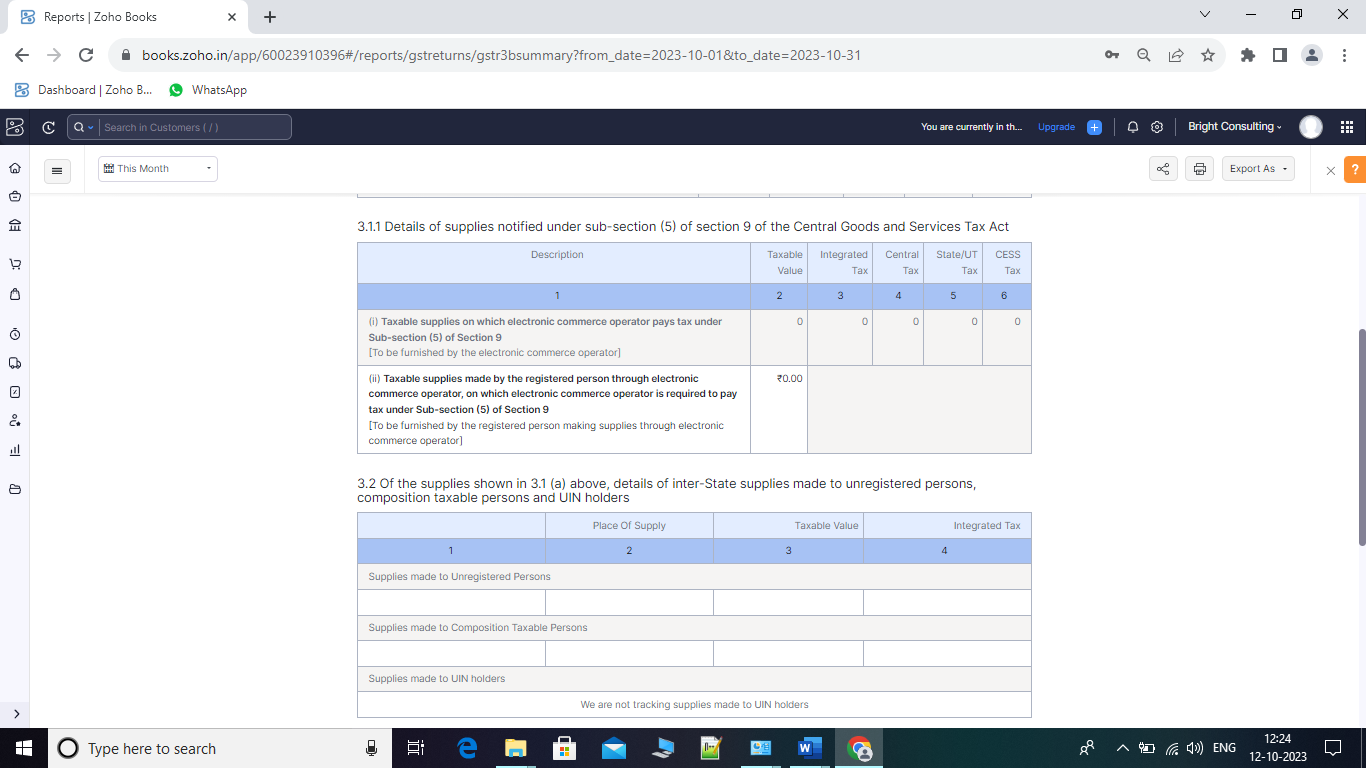 Reports | Zoho Books
books.zoho.in/app/60023910396#/reports/gstreturns/gstr3bsummary?from_date=2023-10-01&to_date=2023-10-31
Dashboard | Zoho B... WhatsApp
Search in Customers ( / ) You are currently in th... Upgrade Bright Consulting
This Month Export As ?
3.1.1 Details of supplies notified under sub-section (5) of section 9 of the Central Goods and Services Tax Act
Description Taxable Value Integrated Tax Central Tax State/UT Tax CESS Tax
1 2 3 4 5 6
(i) Taxable supplies on which electronic commerce operator pays tax under 0 0 0 0 0
Sub-section (5) of Section 9
[To be furnished by the electronic commerce operator]
(ii) Taxable supplies made by the registered person through electronic ₹0.00
commerce operator, on which electronic commerce operator is required to pay
tax under Sub-section (5) of Section 9
[To be furnished by the registered person making supplies through electronic
commerce operator]
3.2 Of the supplies shown in 3.1 (a) above, details of inter-State supplies made to unregistered persons,
composition taxable persons and UIN holders
Place Of Supply Taxable Value Integrated Tax
1 2 3 4
Supplies made to Unregistered Persons
Supplies made to Composition Taxable Persons
Supplies made to UIN holders
We are not tracking supplies made to UIN holders
Type here to search ENG 12:24
12-10-2023